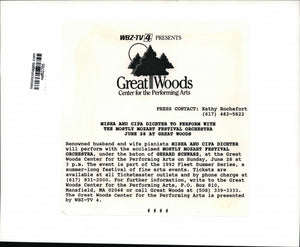 WBZ-TV 4 PRESENTS
Great Woods
Center for the Performing Arts
PRESS CONTACT: Kathy Rochefort
(617) 482-5822
MISHA AND CIPA DICHTER TO PERFORM WITH
THE MOSTLY MOZART FESTIVAL ORCHESTRA
JUNE 28 AT GREAT WOODS
Renowned husband and wife pianists MISHA AND CIPA DICHTER
will perform with the acclaimed MOSTLY MOZART FESTIVAL
ORCHESTRA, under the baton of GERARD SCHWARZ, at the Great
Woods Center for the Performing Arts on Sunday, June 28 at
3 pm. The event is part of the 1992 Fleet Summer Series, a
summer-long festival of fine arts events. Tickets are
available at all Ticketmaster outlets and by phone charge at
(617) 931-2000. For further information, write to the Great
Woods Center for the Performing Arts, P.O. Box 810,
Mansfield, MA 02048 or call Great Woods at (508) 339-3333.
The Great Woods Center for the Performing Arts is presented
by WBZ-TV 4.
# # # #